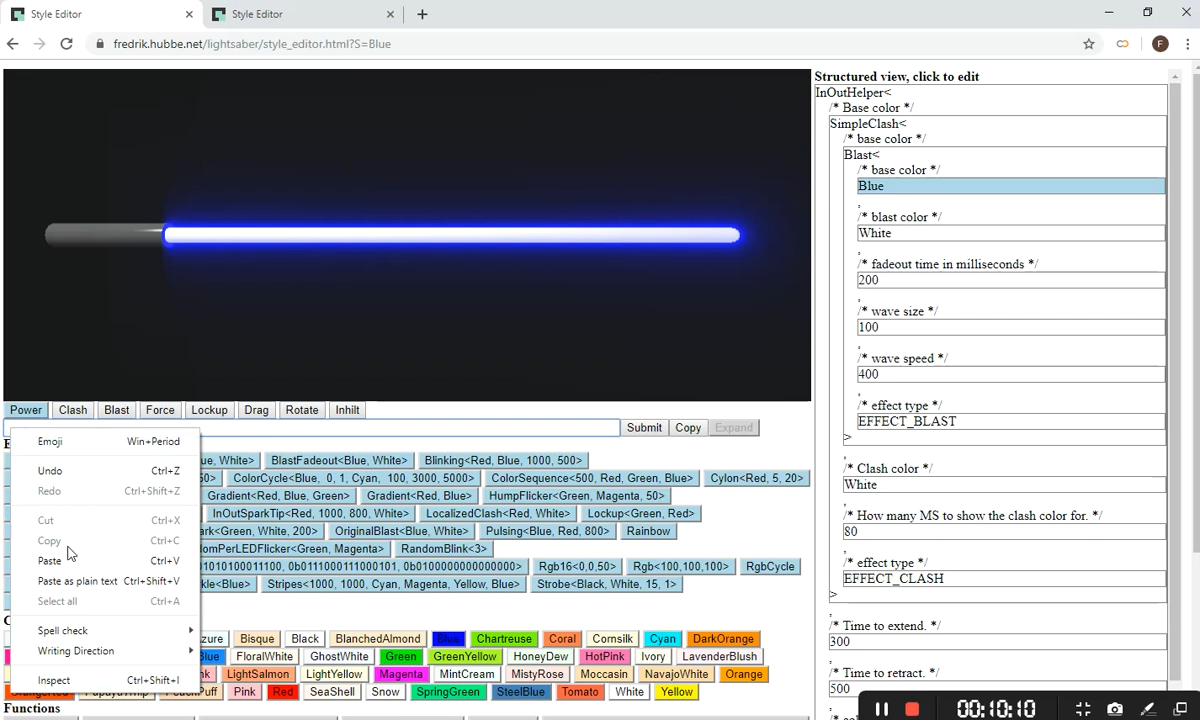 Style Editor
Style Editor
fredrik.hubbe.net/lightsaber/style_editor.html?S=Blue
F
Power Clash Blast Force Lockup Drag Rotate Inhilt
Submit Copy Expand
Emoji Win+Period
Undo Ctrl+Z
Redo Ctrl+Shift+Z
Cut Ctrl+X
Copy Ctrl+C
Paste Ctrl+V
Paste as plain text Ctrl+Shift+V
Select all Ctrl+A
Spell check
Writing Direction
Inspect Ctrl+Shift+I
ue, White> BlastFadeout<Blue, White> Blinking<Red, Blue, 1000, 500>
50> ColorCycle<Blue, 0, 1, Cyan, 100, 3000, 5000> ColorSequence<500, Red, Green, Blue> Cylon<Red, 5, 20>
Gradient<Red, Blue, Green> Gradient<Red, Blue> HumpFlicker<Green, Magenta, 50>
InOutSparkTip<Red, 1000, 800, White> LocalizedClash<Red, White> Lockup<Green, Red>
ark<Green, White, 200> OriginalBlast<Blue, White> Pulsing<Blue, Red, 800> Rainbow
domPerLEDFlicker<Green, Magenta> RandomBlink<3>
01010100011100, 0b0111000111000101, 0b0010000000000000> Rgb16<0,0,50> Rgb<100,100,100> RgbCycle
kle<Blue> Stripes<1000, 1000, Cyan, Magenta, Yellow, Blue> Strobe<Black, White, 15, 1>
zure Bisque Black BlanchedAlmond Blue Chartreuse Coral Cornsilk Cyan DarkOrange
Blue FloralWhite GhostWhite Green GreenYellow HoneyDew HotPink Ivory LavenderBlush
nk LightSalmon LightYellow Magenta MintCream MistyRose Moccasin NavajoWhite Orange
OrangeRed PapayaWhip PeachPuff Pink Red SeaShell Snow SpringGreen SteelBlue Tomato White Yellow
Functions
Structured view, click to edit
InOutHelper<
/* Base color */
SimpleClash<
/* base color */
Blast<
/* base color */
Blue
,
/* blast color */
White
,
/* fadeout time in milliseconds */
200
,
/* wave size */
100
,
/* wave speed */
400
,
/* effect type */
EFFECT_BLAST
>
,
/* Clash color */
White
,
/* How many MS to show the clash color for. */
80
,
/* effect type */
EFFECT_CLASH
>
,
/* Time to extend. */
300
,
/* Time to retract. */
500
00:10:10